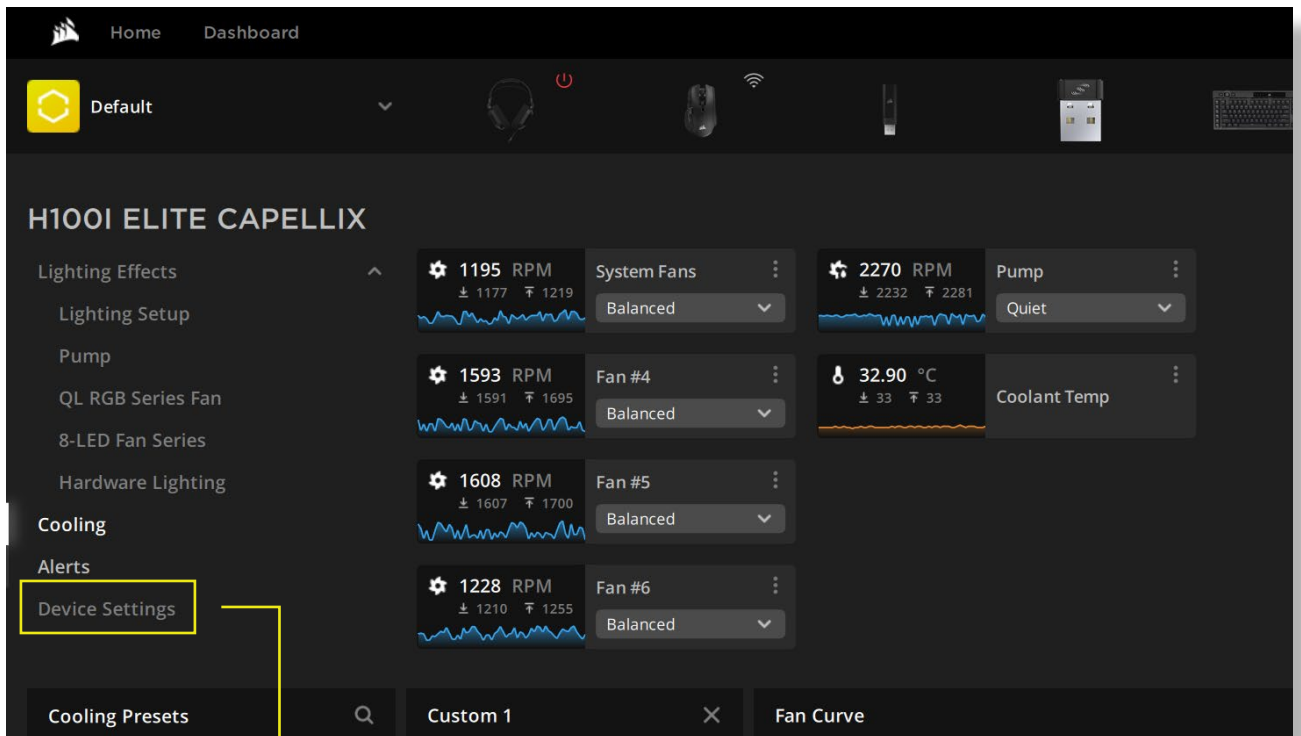 Home Dashboard
Default
H100I ELITE CAPELLIX
Lighting Effects
Lighting Setup
Pump
QL RGB Series Fan
8-LED Fan Series
Hardware Lighting
Cooling
Alerts
Device Settings
1195 RPM
1177 1219
System Fans
Balanced
2270 RPM
2232 2281
Pump
Quiet
1593 RPM
1591 1695
Fan #4
Balanced
32.90 °C
33 33
Coolant Temp
1608 RPM
1607 1700
Fan #5
Balanced
1228 RPM
1210 1255
Fan #6
Balanced
Cooling Presets
Custom 1
Fan Curve